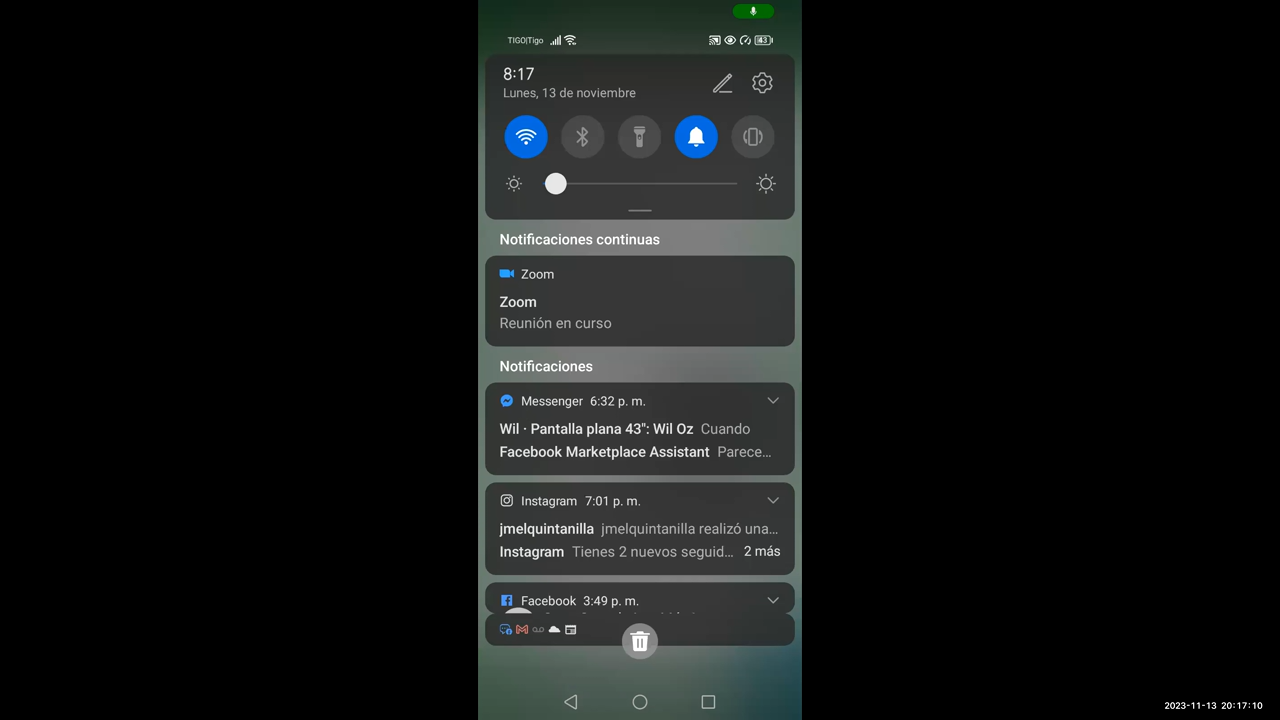 TIGO|Tigo
43
8:17
Lunes, 13 de noviembre
Notificaciones continuas
Zoom
Zoom
Reunión en curso
Notificaciones
Messenger 6:32 p. m.
Wil · Pantalla plana 43": Wil Oz Cuando
Facebook Marketplace Assistant Parece…
Instagram 7:01 p. m.
jmelquintanilla jmelquintanilla realizó una…
Instagram Tienes 2 nuevos seguid… 2 más
Facebook 3:49 p. m.
2023-11-13 20:17:10